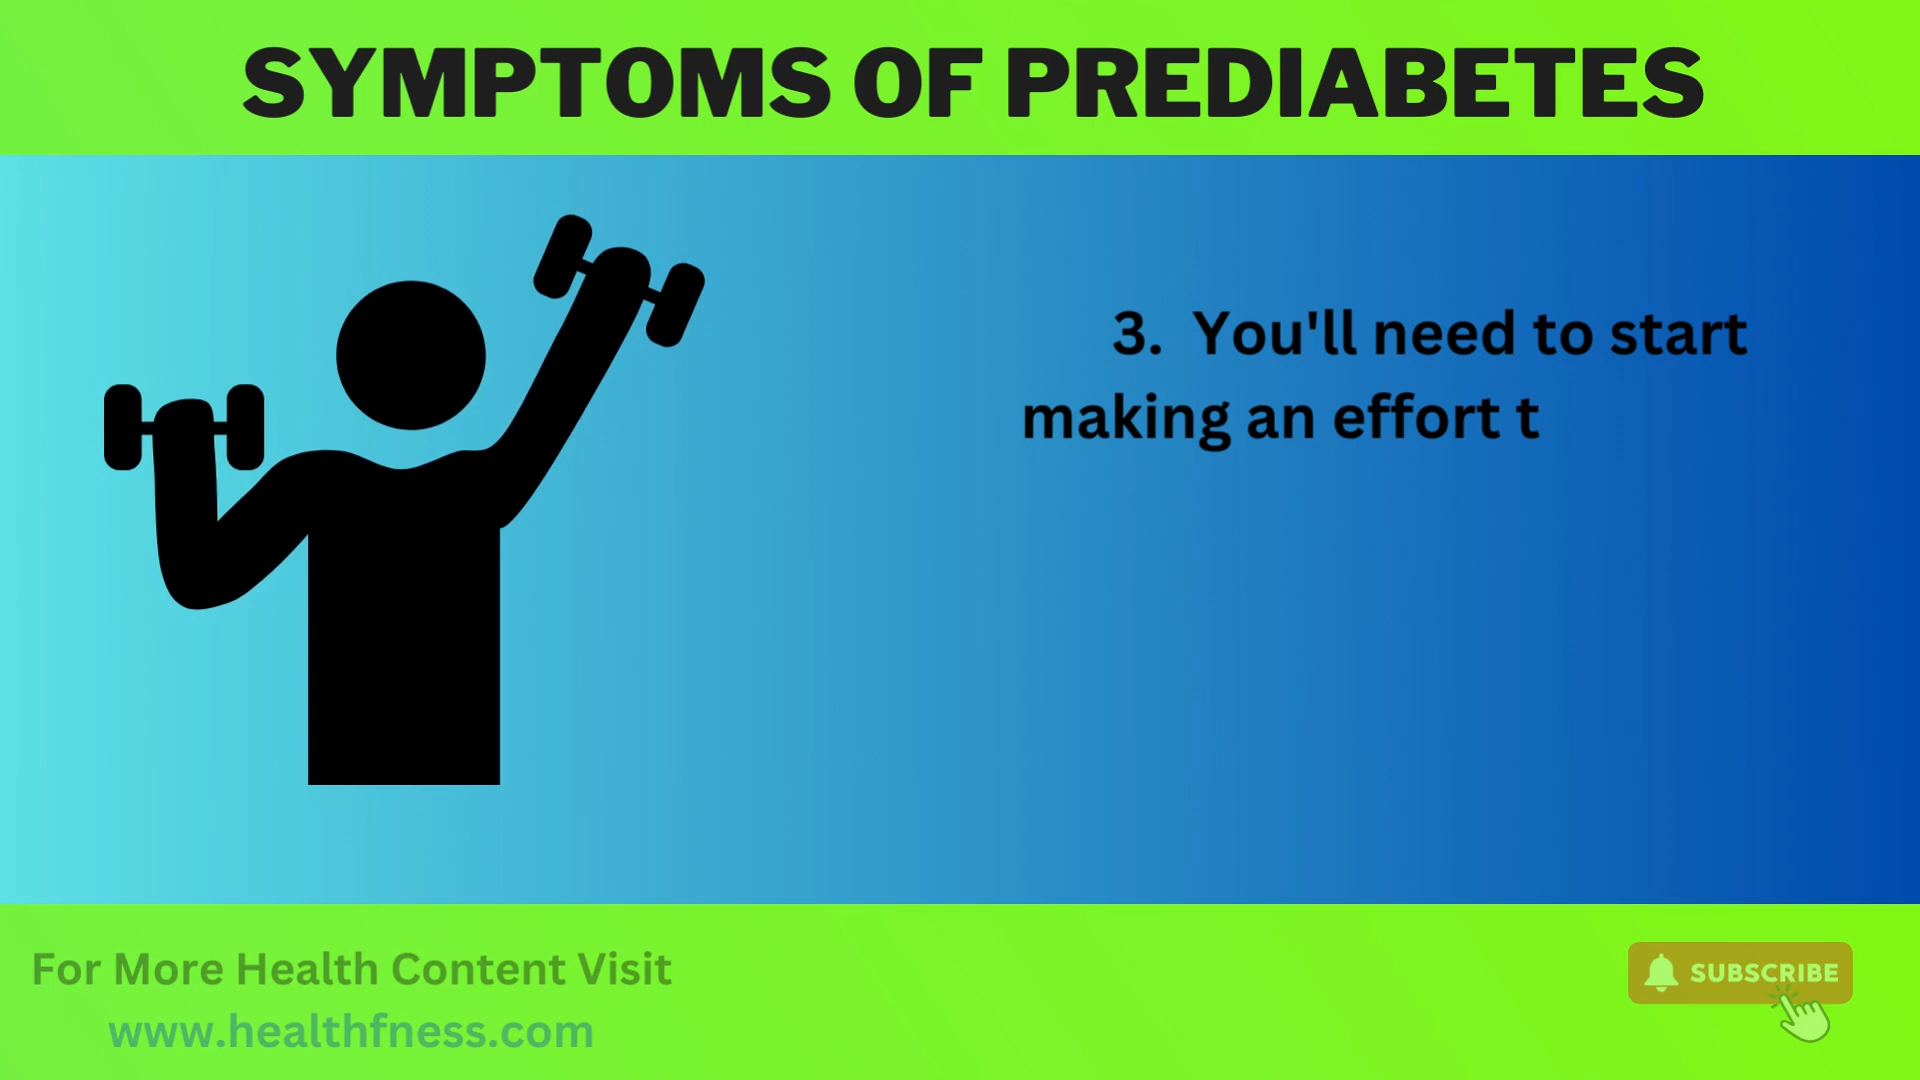 SYMPTOMS OF PREDIABETES
3. You'll need to start
making an effort t
For More Health Content Visit
www.healthfness.com
SUBSCRIBE